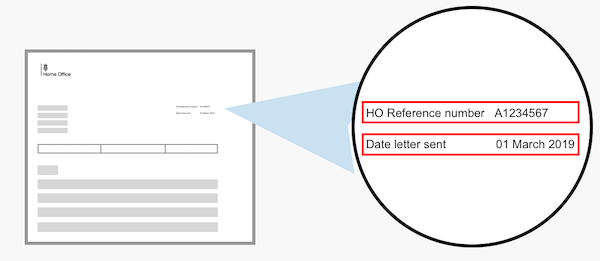 Home Office
HO Reference number A1234567
Date letter sent 01 March 2019
HO Reference number A1234567
Date letter sent 01 March 2019